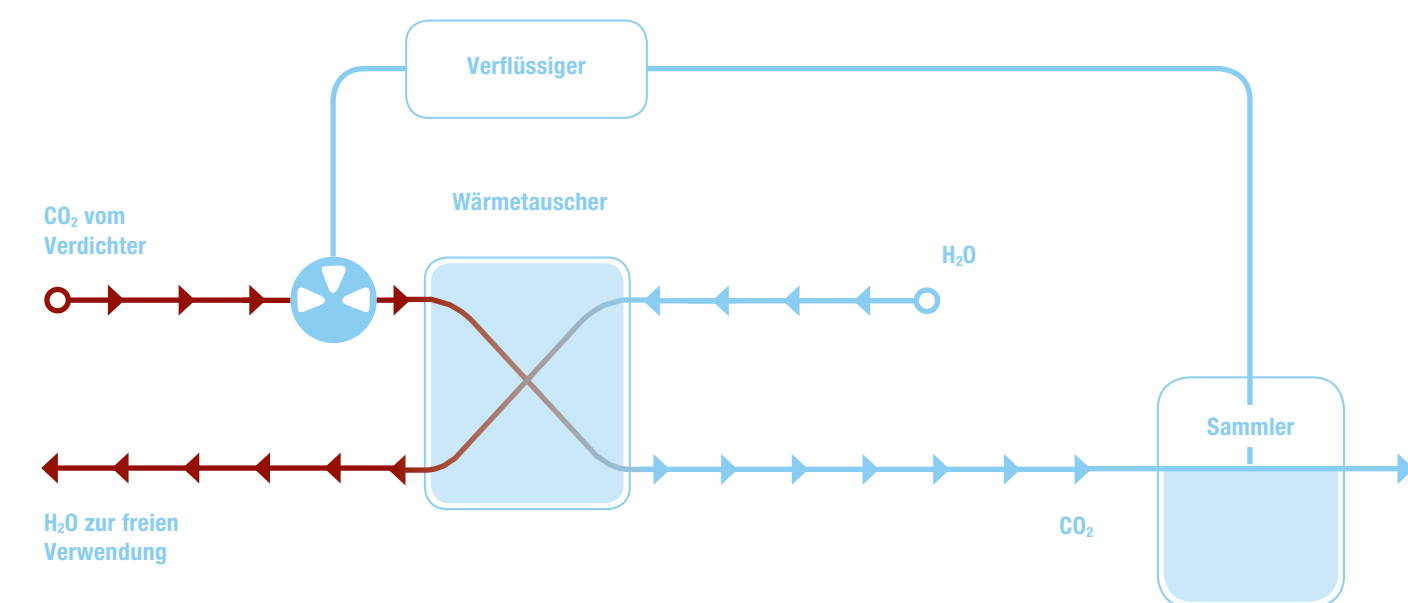 Verflüssiger
Wärmetauscher
CO₂ vom
Verdichter
H₂O
Sammler
H₂O zur freien
Verwendung
CO₂